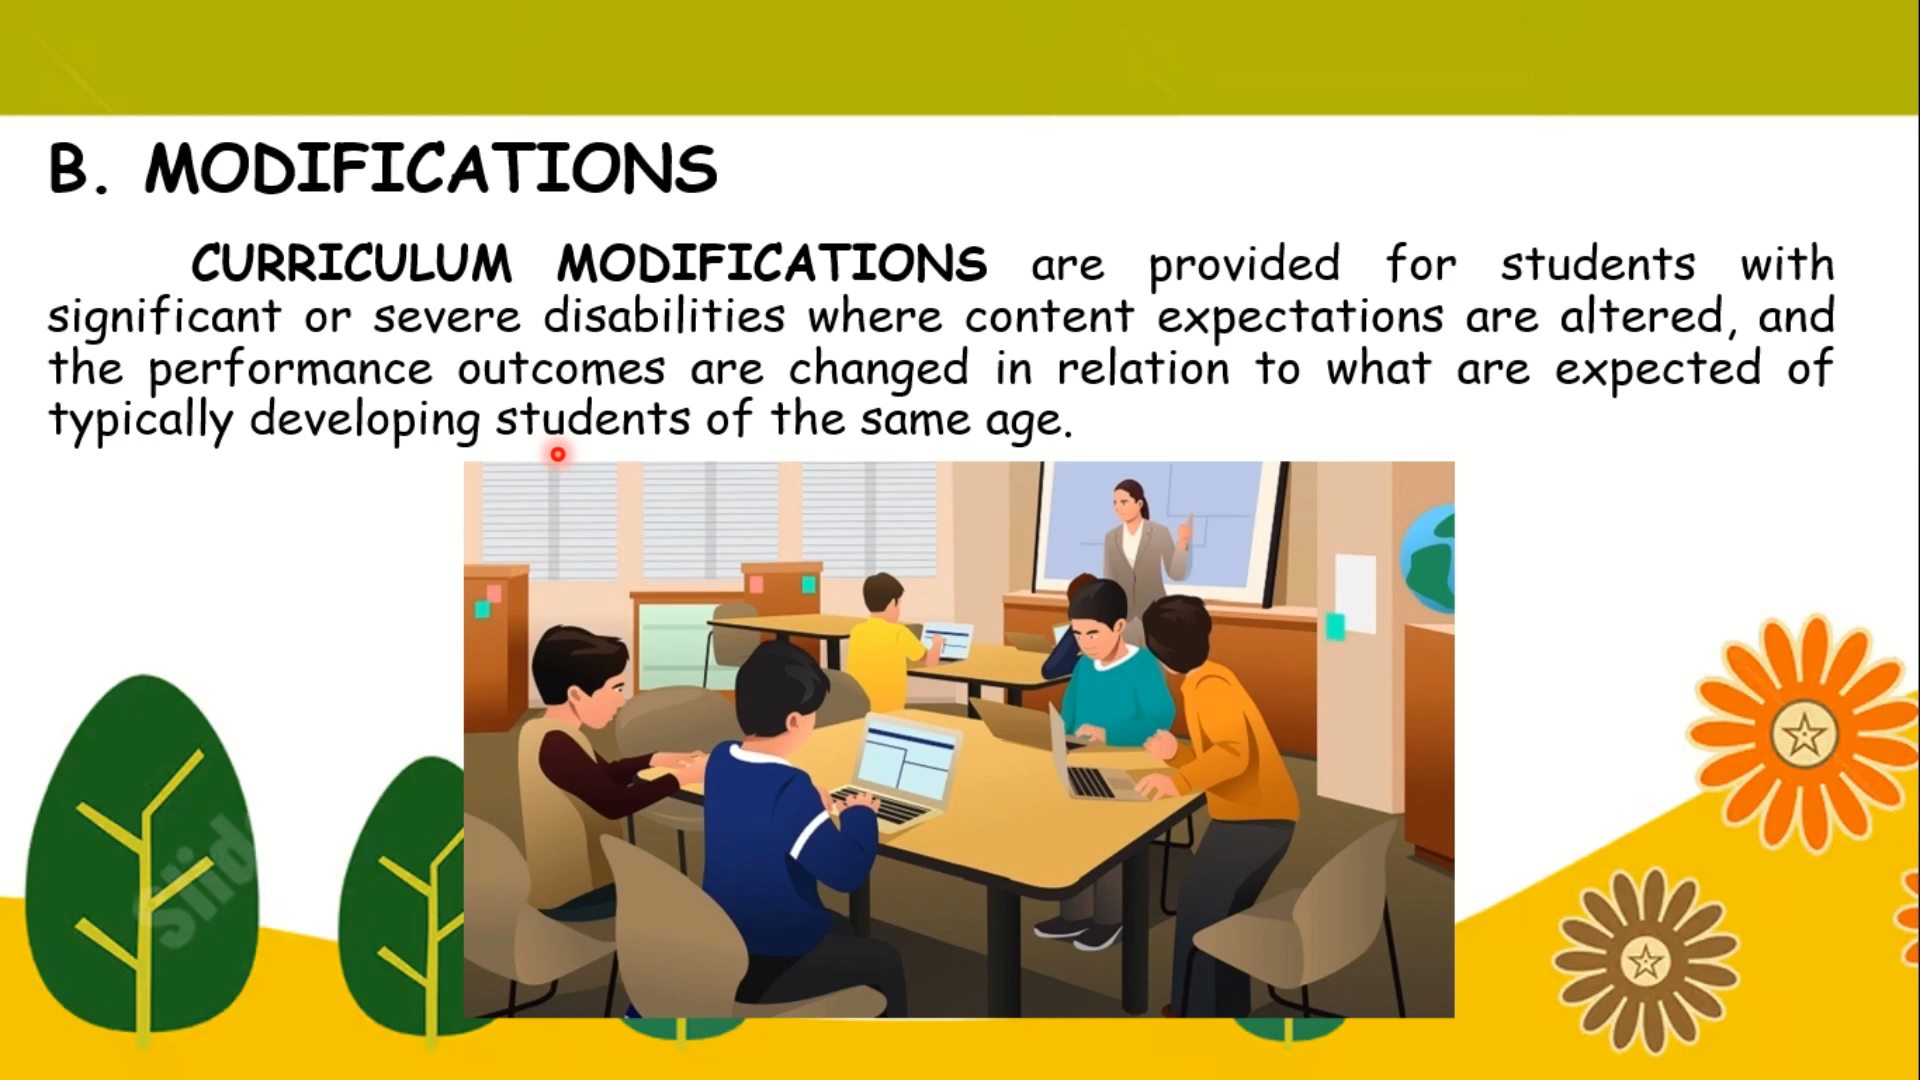 B. MODIFICATIONS
CURRICULUM MODIFICATIONS are provided for students with
significant or severe disabilities where content expectations are altered, and
the performance outcomes are changed in relation to what are expected of
typically developing students of the same age.
Slid